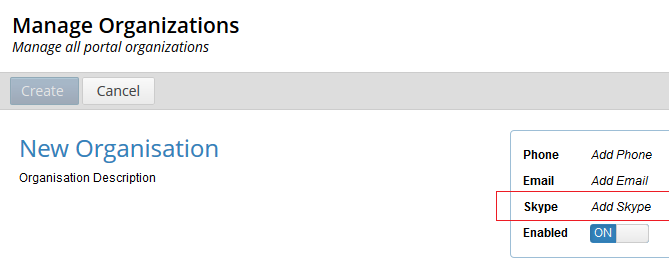 Manage Organizations
Manage all portal organizations
Create Cancel
New Organisation
Organisation Description
Phone Add Phone
Email Add Email
Skype Add Skype
Enabled ON